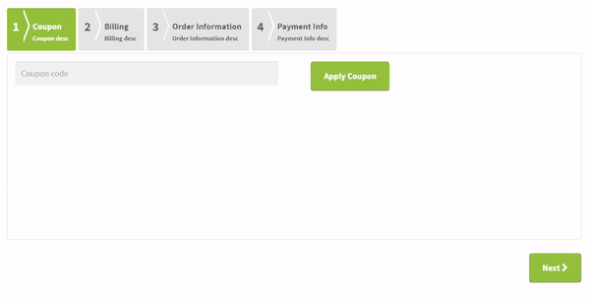 1 Coupon
Coupon desc
2 Billing
Billing desc
3 Order Information
Order Information desc
4 Payment Info
Payment Info desc
Coupon code
Apply Coupon
Next